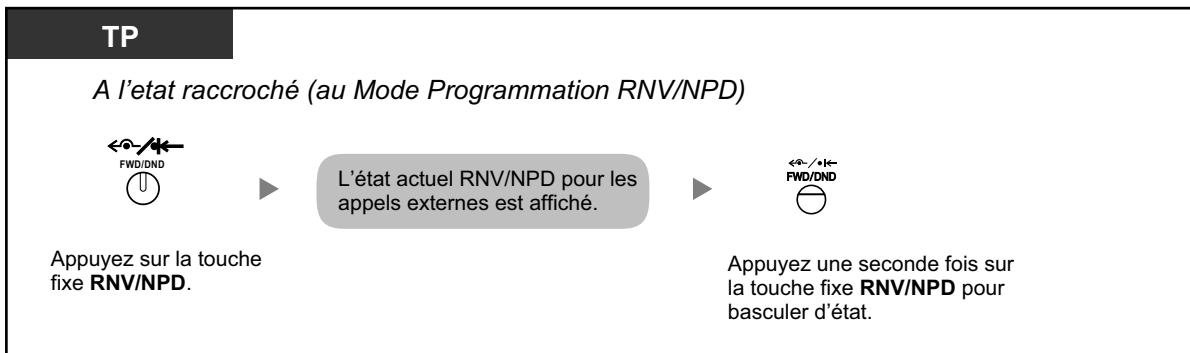 TP
A l'etat raccroché (au Mode Programmation RNV/NPD)
FWD/DND
L'état actuel RNV/NPD pour les
appels externes est affiché.
FWD/DND
Appuyez sur la touche
fixe RNV/NPD.
Appuyez une seconde fois sur
la touche fixe RNV/NPD pour
basculer d'état.